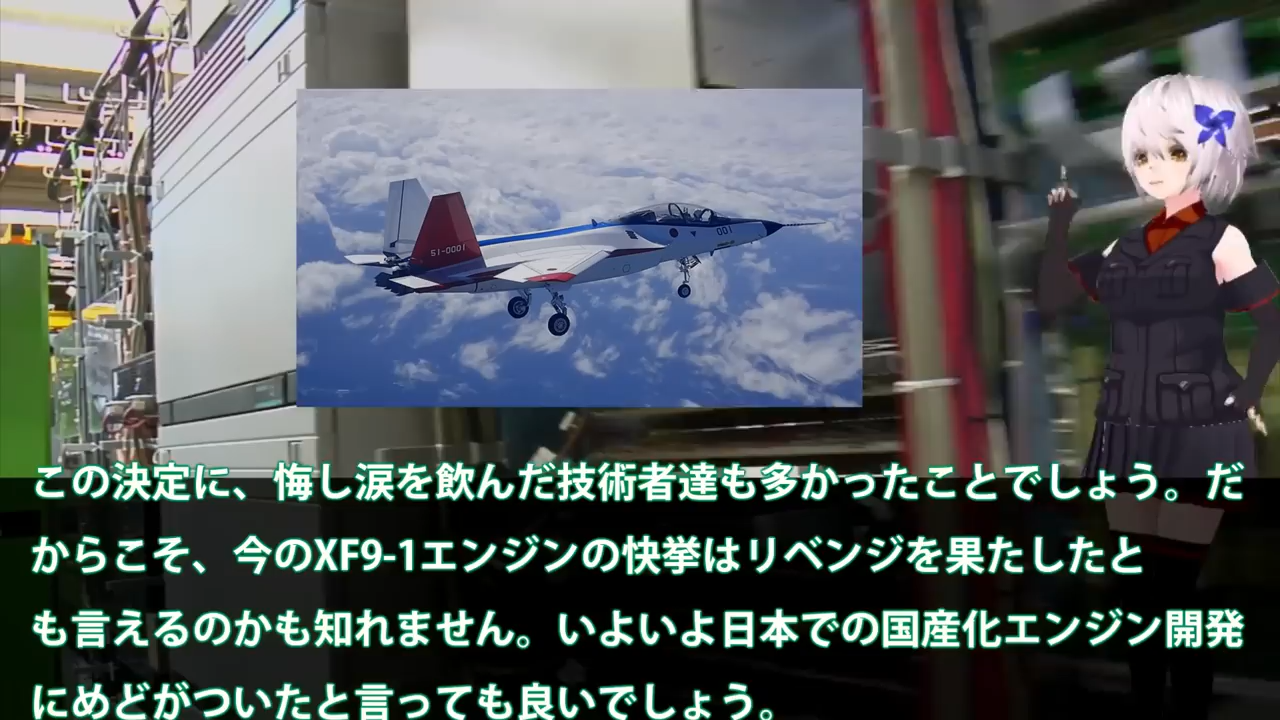 001
51-0001
この決定に、悔し涙を飲んだ技術者達も多かったことでしょう。だ
からこそ、今のXF9-1エンジンの快挙はリベンジを果たしたと
も言えるのかも知れません。いよいよ日本での国産化エンジン開発
にめどがついたと言っても良いでしょう。